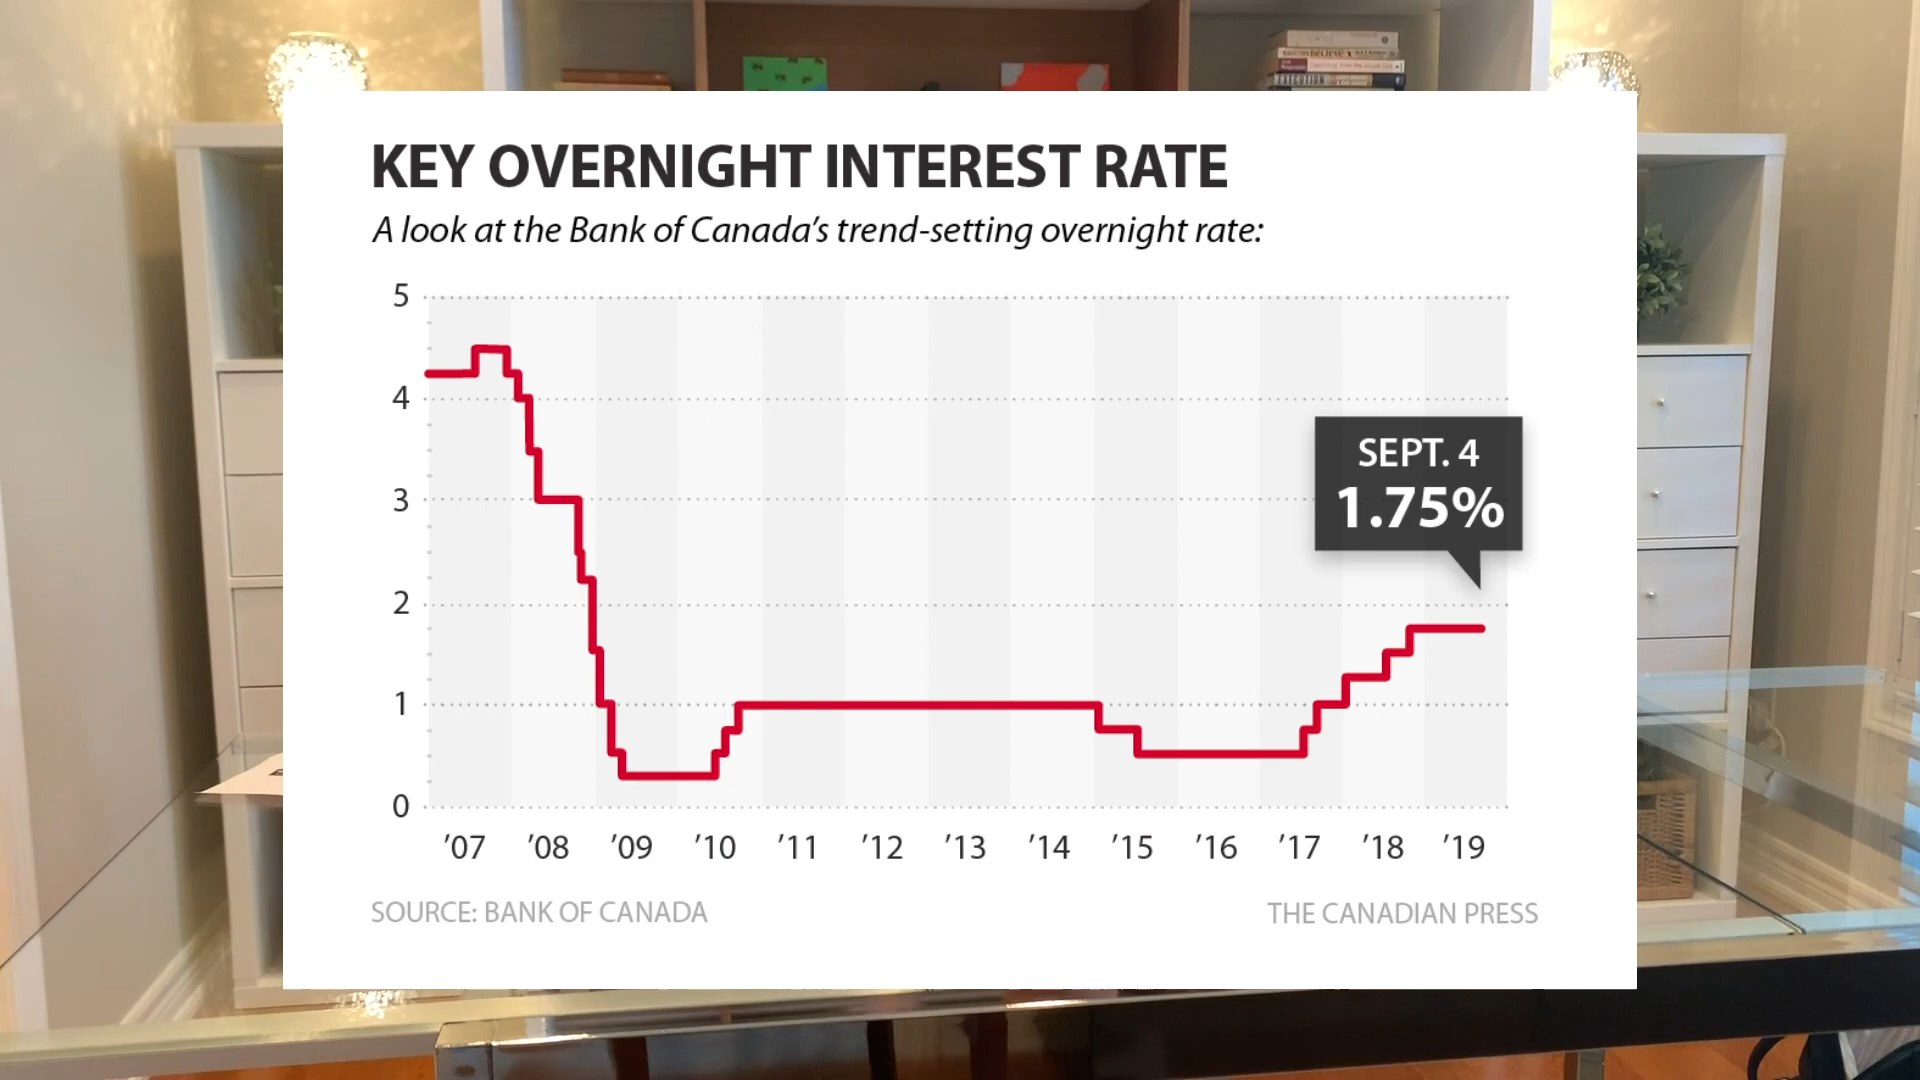 BELIEVE
EXECUTION
KEY OVERNIGHT INTEREST RATE
A look at the Bank of Canada's trend-setting overnight rate:
5
4
3
2
1
0
SEPT. 4
1.75%
'07 '08 '09 '10 '11 '12 '13 '14 '15 '16 '17 '18 '19
SOURCE: BANK OF CANADA
THE CANADIAN PRESS